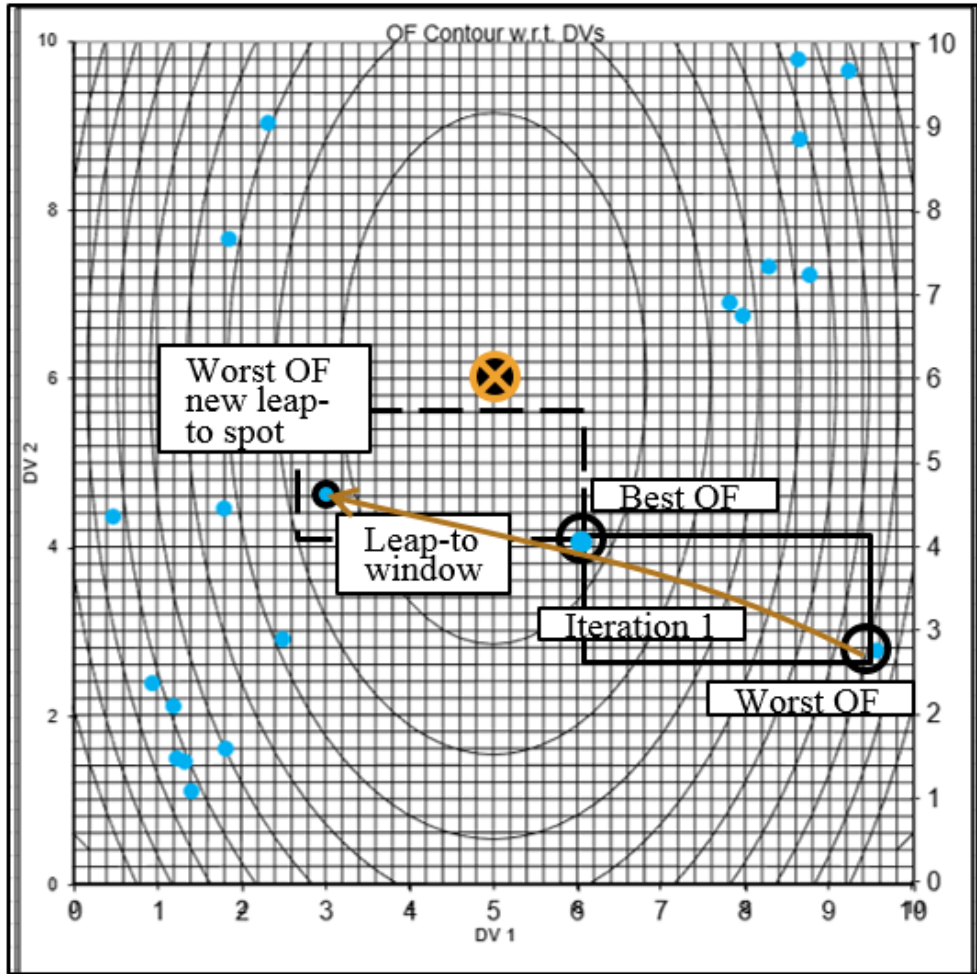 OF Contour w.r.t. DVs
10
8
6
4
2
0
DV 2
10
9
8
7
6
5
4
3
2
1
0
Worst OF
new leap-
to spot
Best OF
Leap-to
window
Iteration 1
Worst OF
0 1 2 3 4 5 6 7 8 9 10
DV 1